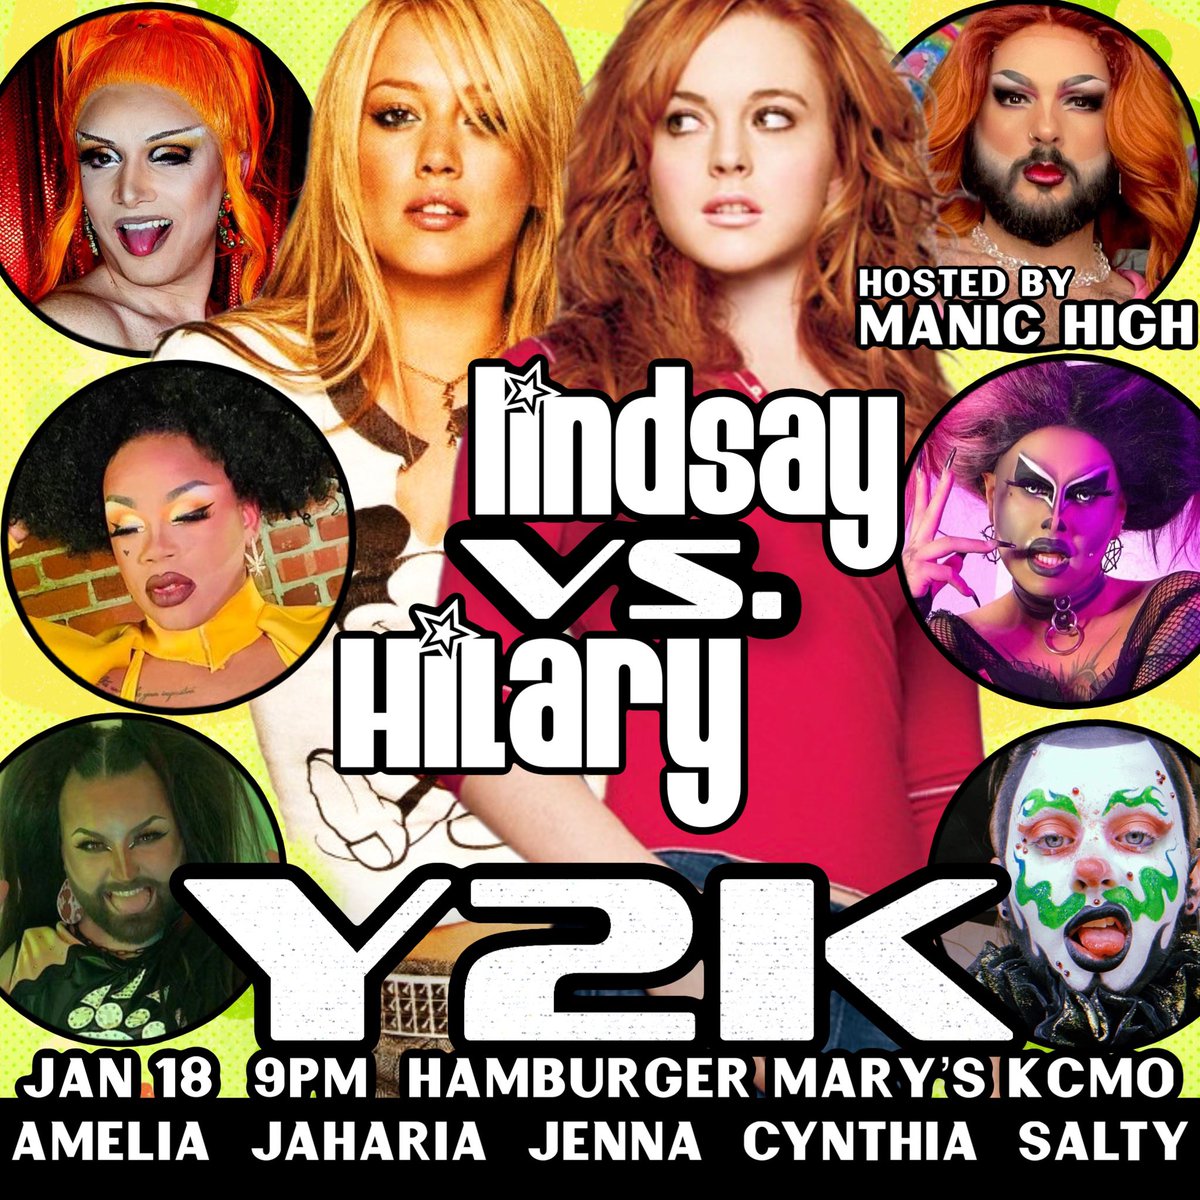 HOSTED BY
MANIC HIGH
lindsay
VS.
HiLary
Y2K
JAN 18 9PM HAMBURGER MARY'S KCMO
AMELIA JAHARIA JENNA CYNTHIA SALTY